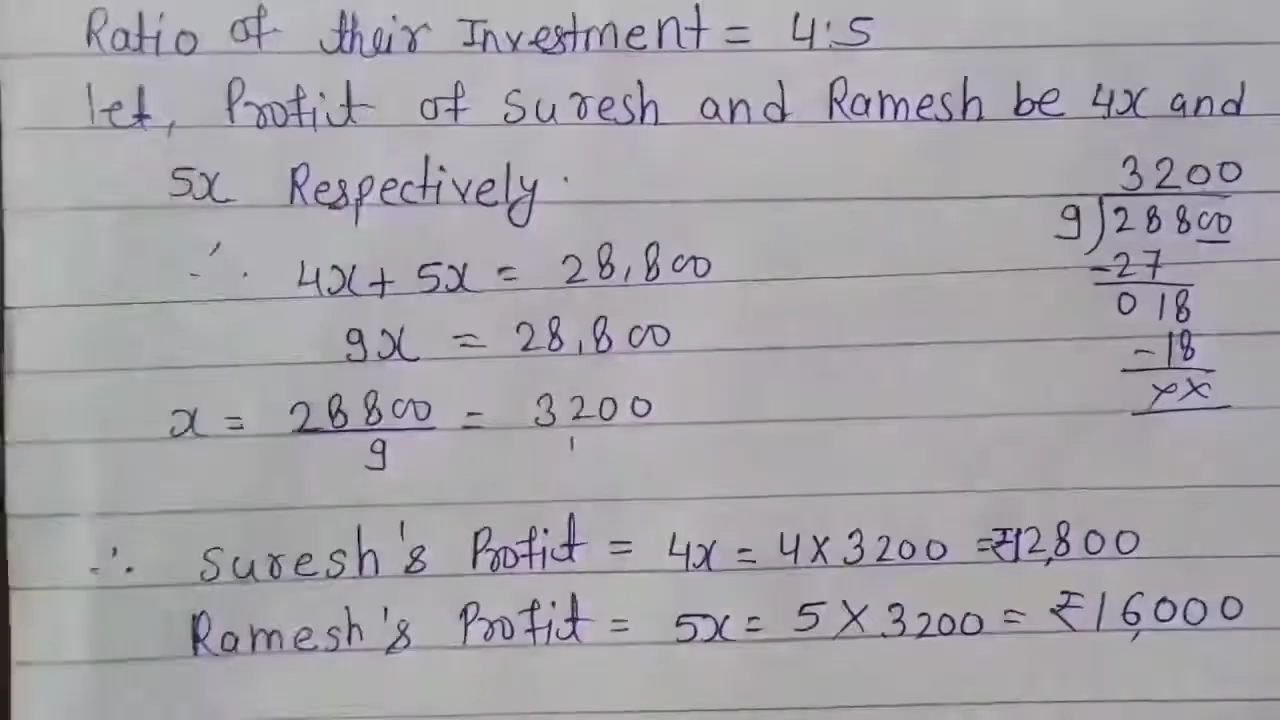 Ratio of their Investment = 4:5
let, Profit of Suresh and Ramesh be 4x and
5x Respectively.
∴ 4x + 5x = 28,800
9x = 28,800
x = 28800/9 = 3200
3200
9)28800
-27
018
-18
xx
∴ Suresh's Profit = 4x = 4 × 3200 = ₹12,800
Ramesh's Profit = 5x = 5 × 3200 = ₹16,000